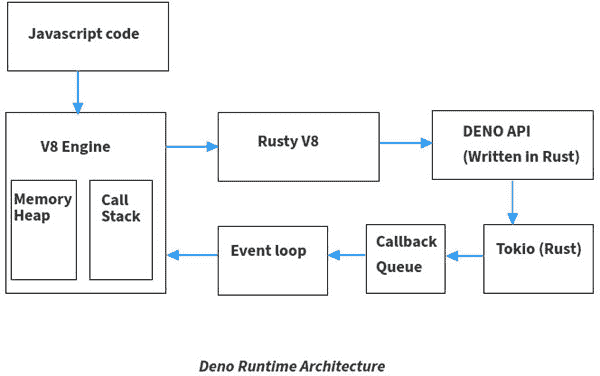 Javascript code
V8 Engine
Memory
Heap
Call
Stack
Rusty V8
DENO API
(Written in Rust)
Tokio (Rust)
Callback
Queue
Event loop
Deno Runtime Architecture